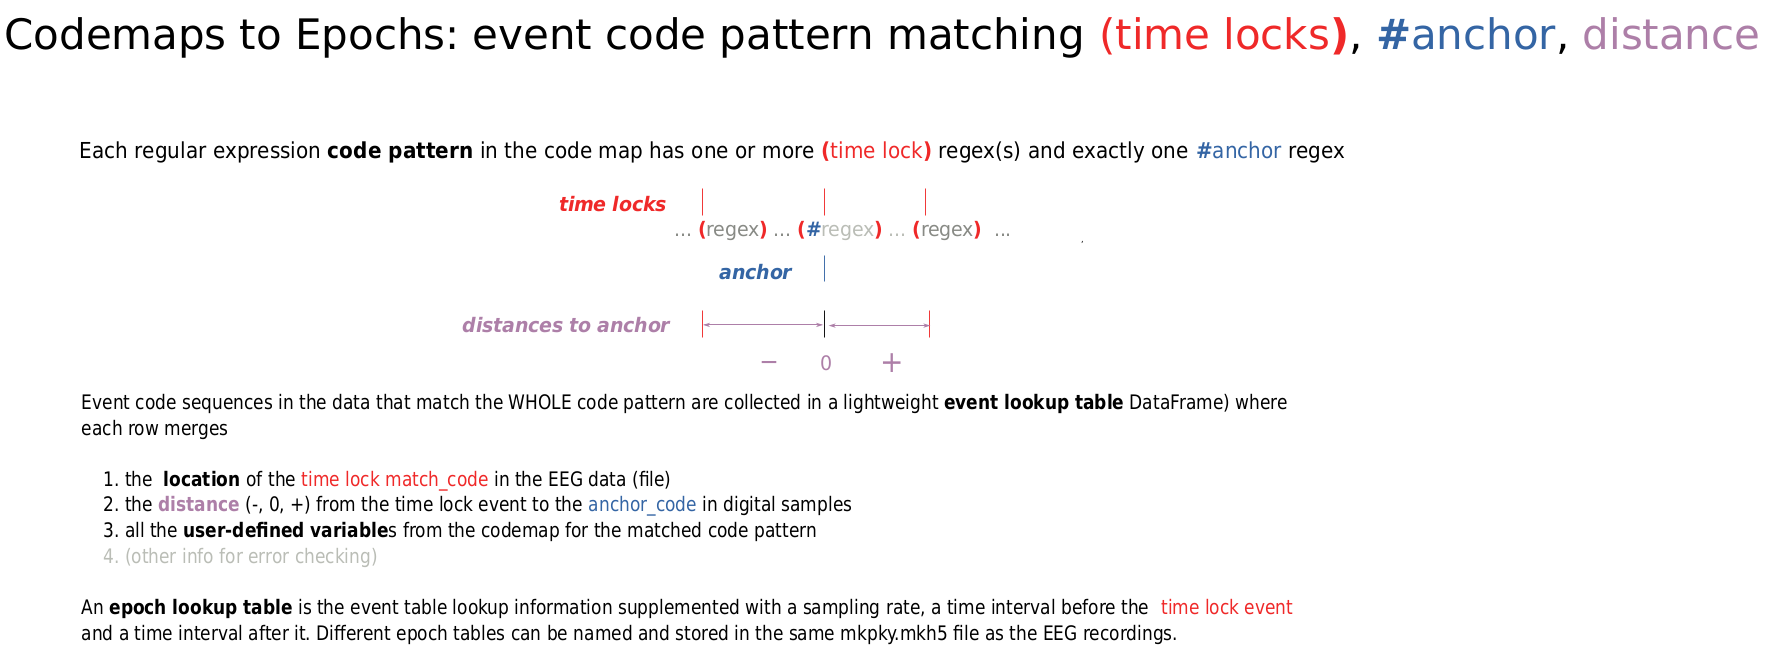 Codemaps to Epochs: event code pattern matching (time locks), #anchor, distance
Each regular expression code pattern in the code map has one or more (time lock) regex(s) and exactly one #anchor regex
time locks
... (regex) ... (#regex) ... (regex) ...
anchor
distances to anchor
− 0 +
Event code sequences in the data that match the WHOLE code pattern are collected in a lightweight event lookup table DataFrame) where
each row merges
1. the location of the time lock match_code in the EEG data (file)
2. the distance (-, 0, +) from the time lock event to the anchor_code in digital samples
3. all the user-defined variables from the codemap for the matched code pattern
4. (other info for error checking)
An epoch lookup table is the event table lookup information supplemented with a sampling rate, a time interval before the time lock event
and a time interval after it. Different epoch tables can be named and stored in the same mkpky.mkh5 file as the EEG recordings.